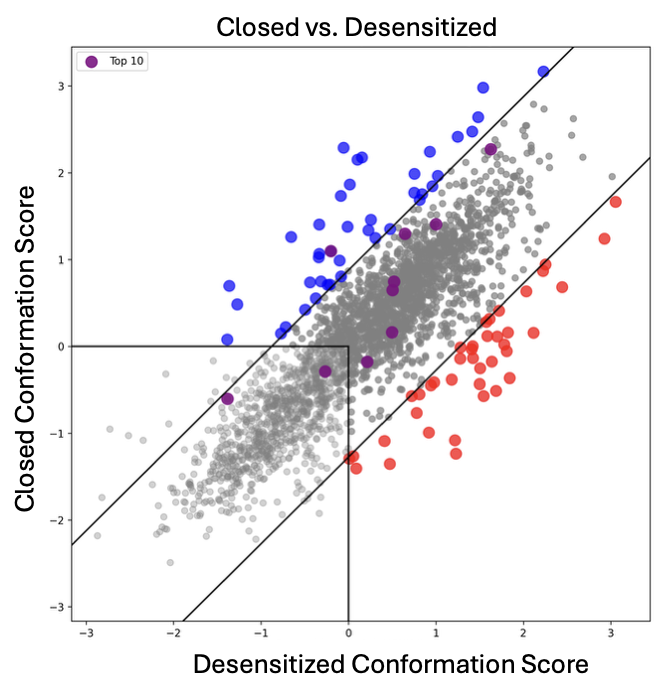 Closed vs. Desensitized
Top 10
Closed Conformation Score
3
2
1
0
−1
−2
−3
−3 −2 −1 0 1 2 3
Desensitized Conformation Score